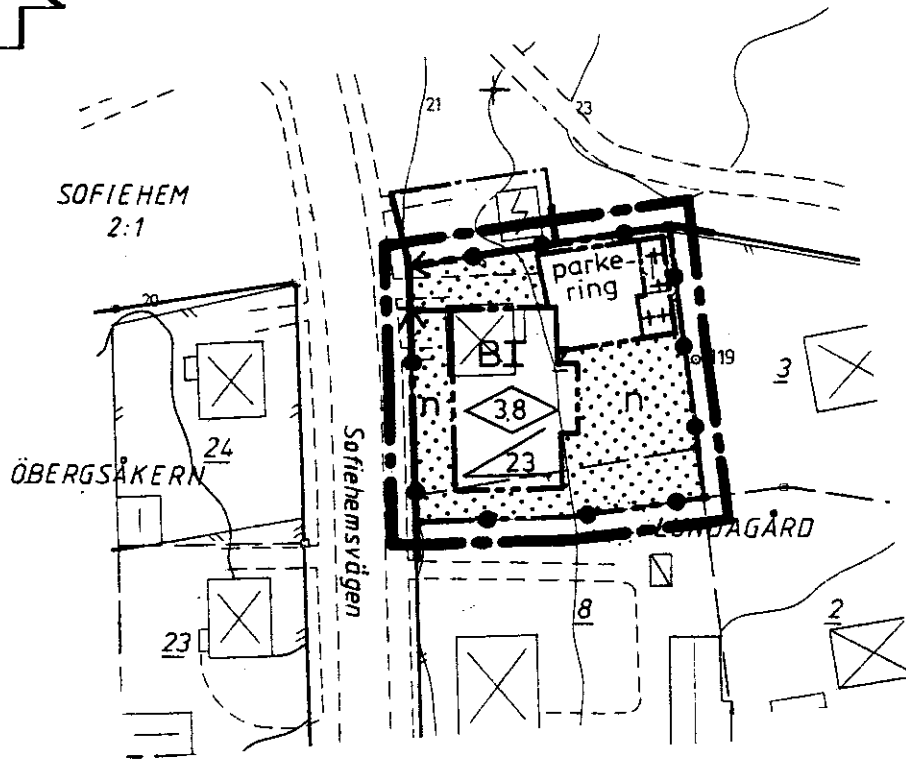 21
23
SOFIEHEM
2:1
parke-
ring
20
119
3
BI
n
n
3,8
24
23
ÖBERGSÅKERN
Sofiehemsvägen
LUNDAGÅRD
8
2
23